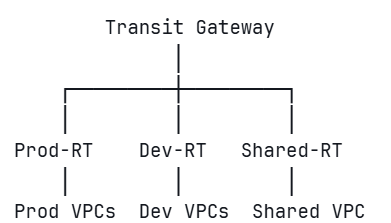 Transit Gateway
Prod-RT Dev-RT Shared-RT
Prod VPCs Dev VPCs Shared VPC